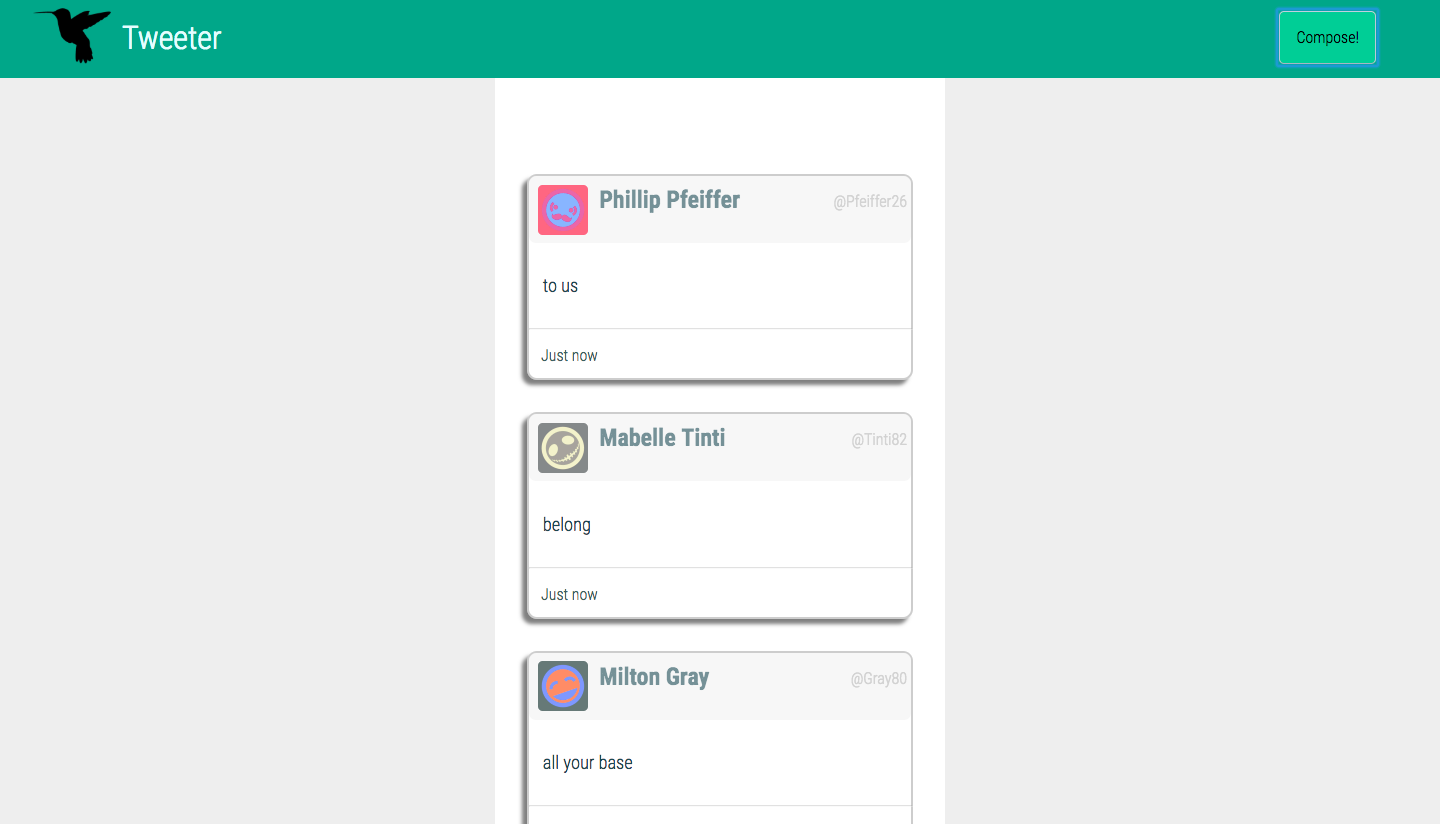 Tweeter
Compose!
Phillip Pfeiffer
@Pfeiffer26
to us
Just now
Mabelle Tinti
@Tinti82
belong
Just now
Milton Gray
@Gray80
all your base